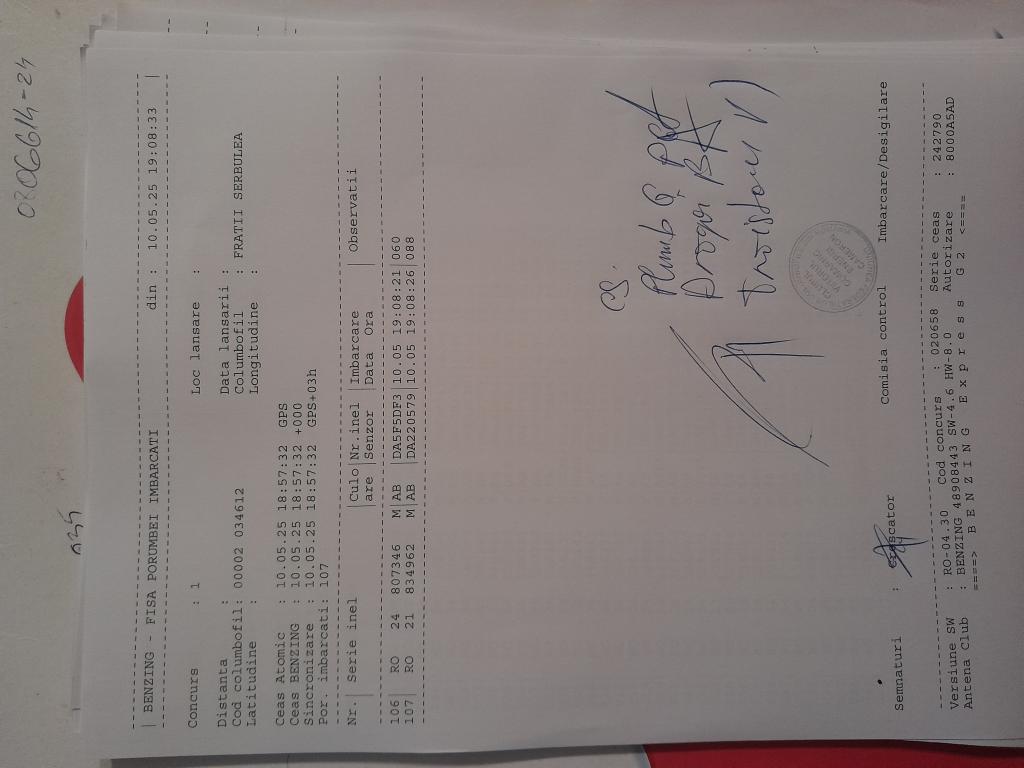 0806614-24
| BENZING - FISA PORUMBEI IMBARCATI din : 10.05.25 19:08:33 |
Concurs : 1 Loc lansare :
Distanta : Data lansarii :
Cod columbofil: 00002 034612 Columbofil : FRATII SERBULEA
Latitudine : Longitudine :
Ceas Atomic : 10.05.25 18:57:32 GPS
Ceas BENZING : 10.05.25 18:57:32 +000
Sincronizare : 10.05.25 18:57:32 GPS+03h
Por. imbarcati: 107
Nr.| Serie inel |Culo|Nr.inel |Imbarcare | Observatii
| |are |Senzor |Data Ora |
106| RO 24 807346 M|AB |DA5F5DF3|10.05 19:08:21|060
107| RO 21 834962 M|AB |DA220579|10.05 19:08:26|088
CS.
Plumb G
Dragoi
Semnaturi : Crescator Comisia control Imbarcare/Desigilare
Versiune SW : RO-04.30 Cod concurs : 020658 Serie ceas : 242790
Antena Club : BENZING 48908443 SW-4.6 HW-8.0 Autorizare : 8000A5AD
====> B E N Z I N G E x p r e s s G 2 <====